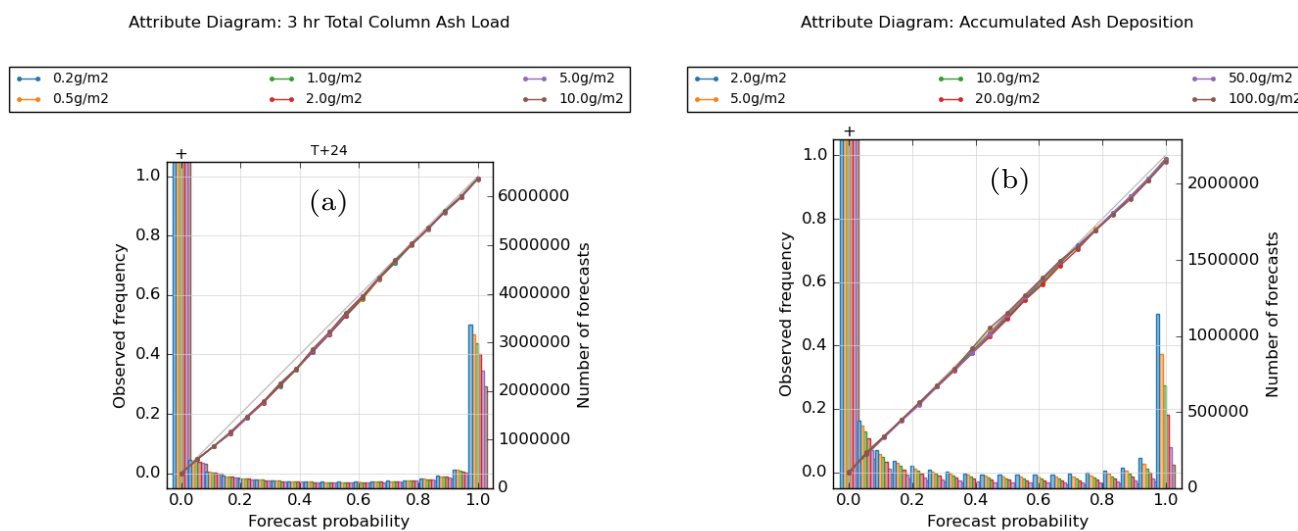 Attribute Diagram: 3 hr Total Column Ash Load
0.2g/m2 1.0g/m2 5.0g/m2
0.5g/m2 2.0g/m2 10.0g/m2
+ T+24
(a)
Observed frequency
1.0
0.8
0.6
0.4
0.2
0.0
Number of forecasts
6000000
5000000
4000000
3000000
2000000
1000000
0
0.0 0.2 0.4 0.6 0.8 1.0
Forecast probability
Attribute Diagram: Accumulated Ash Deposition
2.0g/m2 10.0g/m2 50.0g/m2
5.0g/m2 20.0g/m2 100.0g/m2
+
(b)
Observed frequency
1.0
0.8
0.6
0.4
0.2
0.0
Number of forecasts
2000000
1500000
1000000
500000
0
0.0 0.2 0.4 0.6 0.8 1.0
Forecast probability